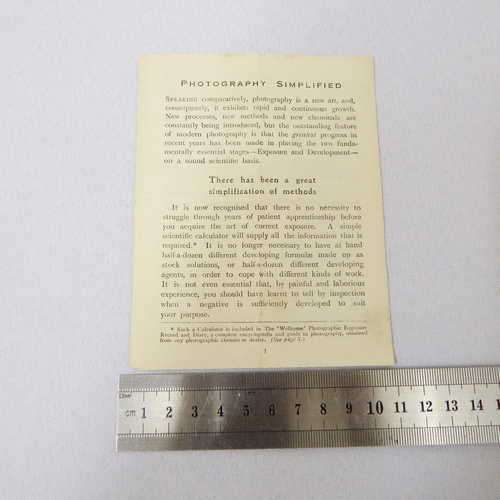 PHOTOGRAPHY SIMPLIFIED
SPEAKING comparatively, photography is a new art, and,
consequently, it exhibits rapid and continuous growth.
New processes, new methods and new chemicals are
constantly being introduced, but the outstanding feature
of modern photography is that the greatest progress in
recent years has been made in placing the two funda-
mentally essential stages—Exposure and Development—
on a sound scientific basis.
There has been a great
simplification of methods
It is now recognised that there is no necessity to
struggle through years of patient apprenticeship before
you acquire the art of correct exposure. A simple
scientific calculator will supply all the information that is
required.* It is no longer necessary to have at hand
half-a-dozen different developing formulæ made up as
stock solutions, or half-a-dozen different developing
agents, in order to cope with different kinds of work.
It is not even essential that, by painful and laborious
experience, you should have learnt to tell by inspection
when a negative is sufficiently developed to suit
your purpose.
* Such a Calculator is included in The 'Wellcome' Photographic Exposure
Record and Diary, a complete encyclopædia and guide to photography, obtained
from any photographic chemist or dealer. (See page 7.)
1
cm 1 2 3 4 5 6 7 8 9 10 11 12 13 14